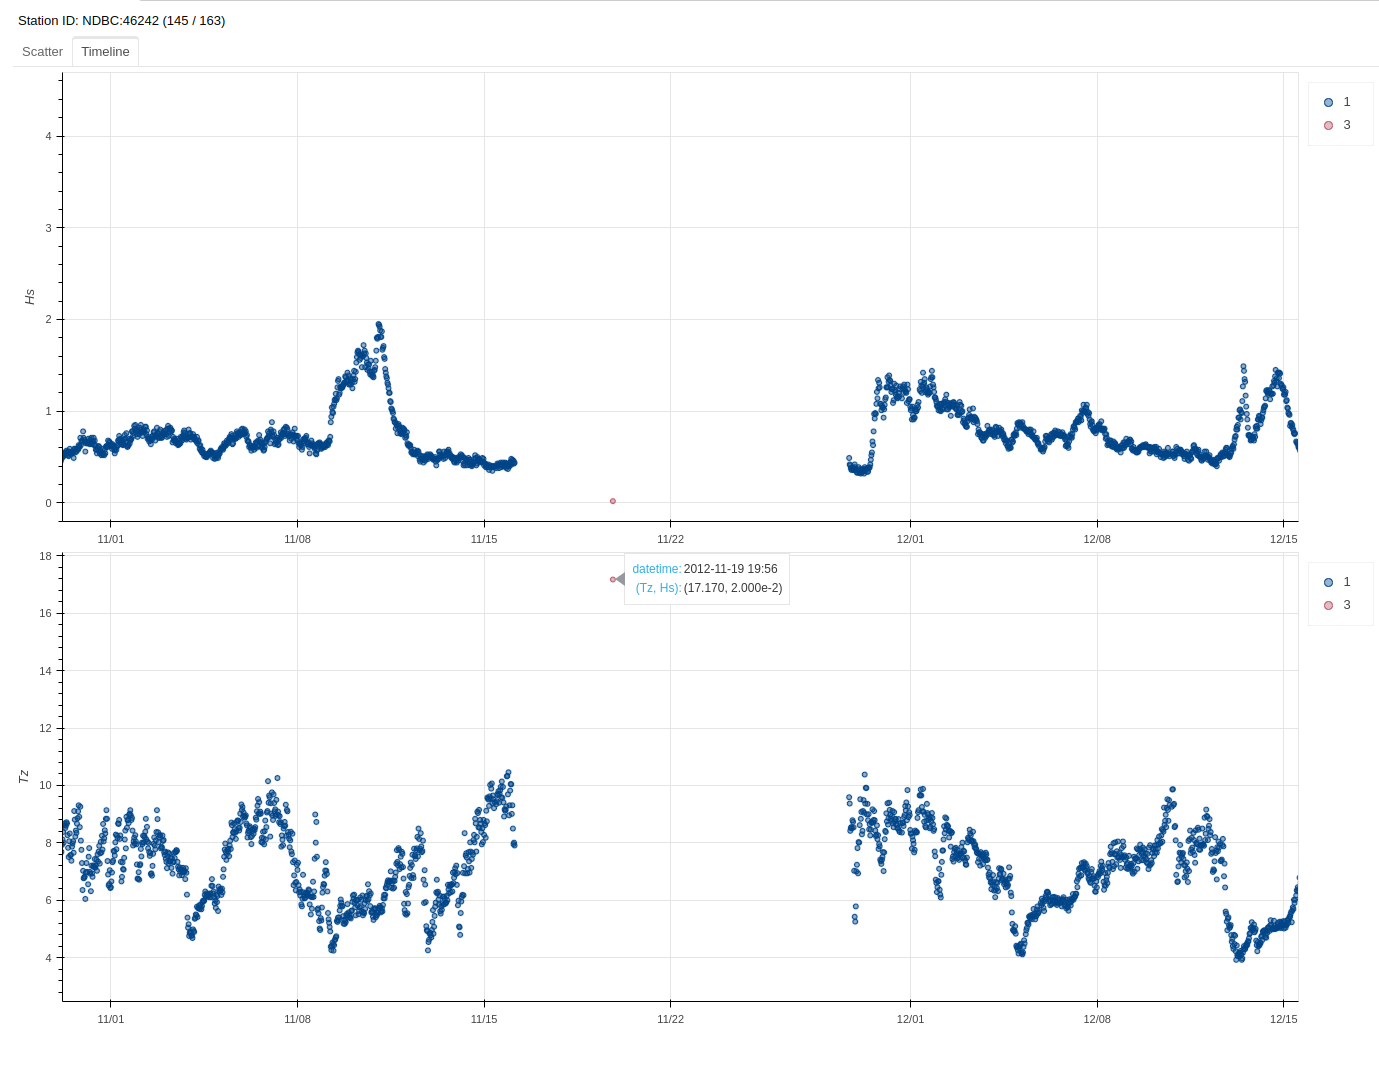 Station ID: NDBC:46242 (145 / 163)
Scatter Timeline
4
3
2
1
0
Hs
1
3
11/01 11/08 11/15 11/22 12/01 12/08 12/15
18
16
14
12
10
8
6
4
Tz
datetime: 2012-11-19 19:56
(Tz, Hs): (17.170, 2.000e-2)
1
3
11/01 11/08 11/15 11/22 12/01 12/08 12/15